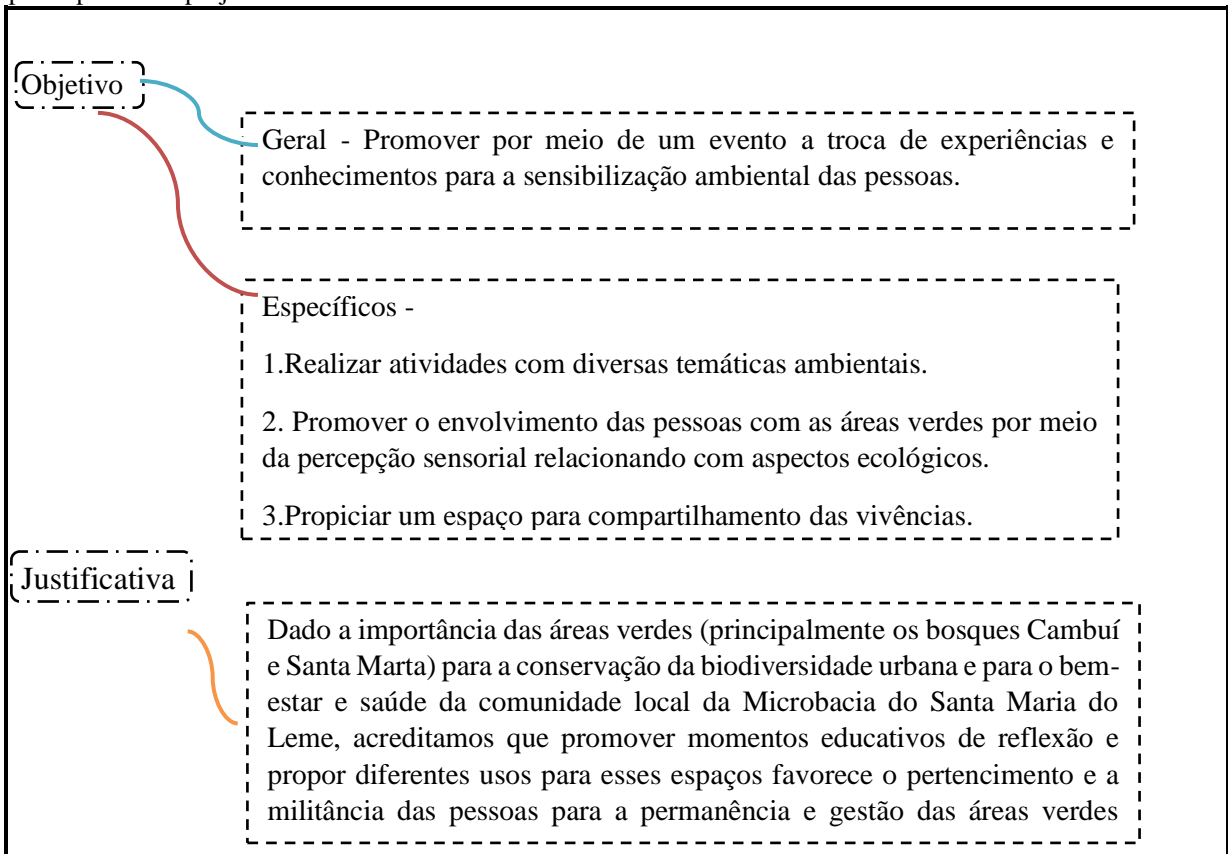 Objetivo
Geral - Promover por meio de um evento a troca de experiências e
conhecimentos para a sensibilização ambiental das pessoas.
Específicos -
1.Realizar atividades com diversas temáticas ambientais.
2. Promover o envolvimento das pessoas com as áreas verdes por meio
da percepção sensorial relacionando com aspectos ecológicos.
3.Propiciar um espaço para compartilhamento das vivências.
Justificativa
Dado a importância das áreas verdes (principalmente os bosques Cambuí
e Santa Marta) para a conservação da biodiversidade urbana e para o bem-
estar e saúde da comunidade local da Microbacia do Santa Maria do
Leme, acreditamos que promover momentos educativos de reflexão e
propor diferentes usos para esses espaços favorece o pertencimento e a
militância das pessoas para a permanência e gestão das áreas verdes